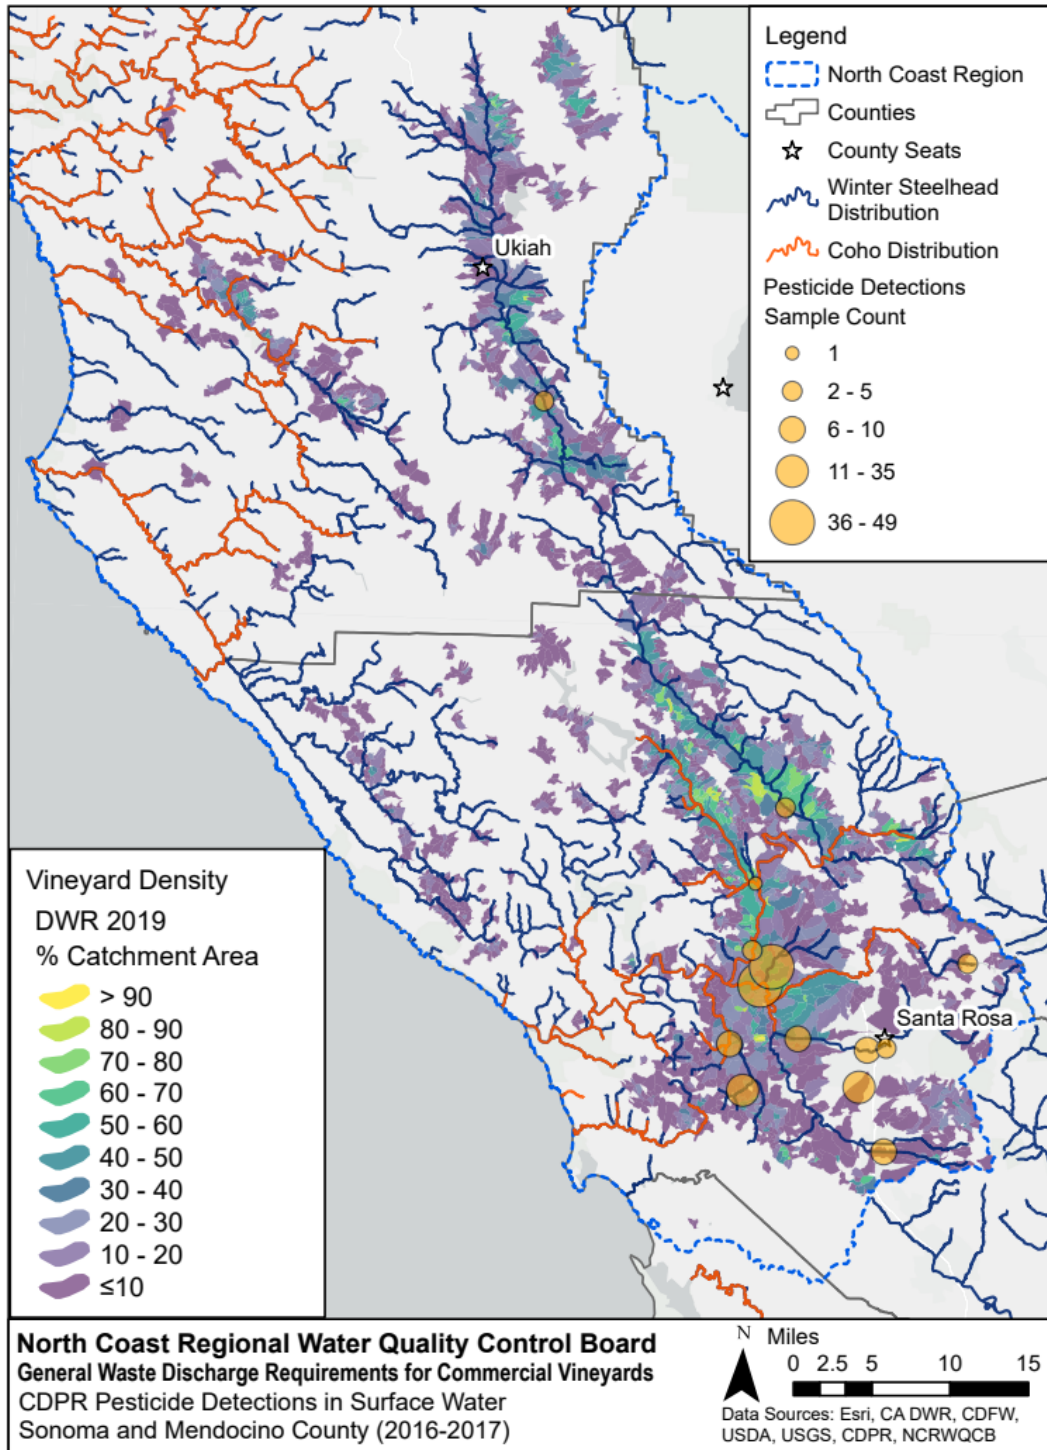 Legend
North Coast Region
Counties
County Seats
Winter Steelhead
Distribution
Coho Distribution
Pesticide Detections
Sample Count
1
2 - 5
6 - 10
11 - 35
36 - 49
Ukiah
Santa Rosa
Vineyard Density
DWR 2019
% Catchment Area
> 90
80 - 90
70 - 80
60 - 70
50 - 60
40 - 50
30 - 40
20 - 30
10 - 20
≤10
North Coast Regional Water Quality Control Board
General Waste Discharge Requirements for Commercial Vineyards
CDPR Pesticide Detections in Surface Water
Sonoma and Mendocino County (2016-2017)
N
Miles
0 2.5 5 10 15
Data Sources: Esri, CA DWR, CDFW,
USDA, USGS, CDPR, NCRWQCB